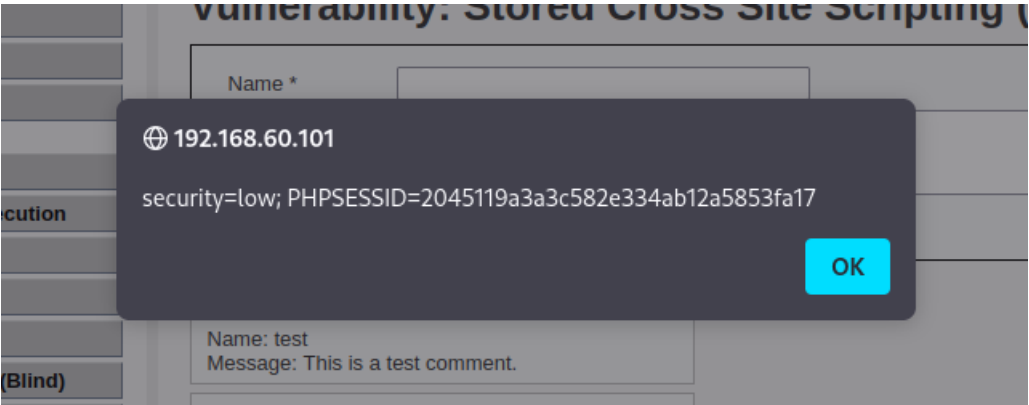 Vulnerability: Stored Cross Site Scripting (
Name *
192.168.60.101
security=low; PHPSESSID=2045119a3a3c582e334ab12a5853fa17
OK
ecution
Name: test
Message: This is a test comment.
(Blind)